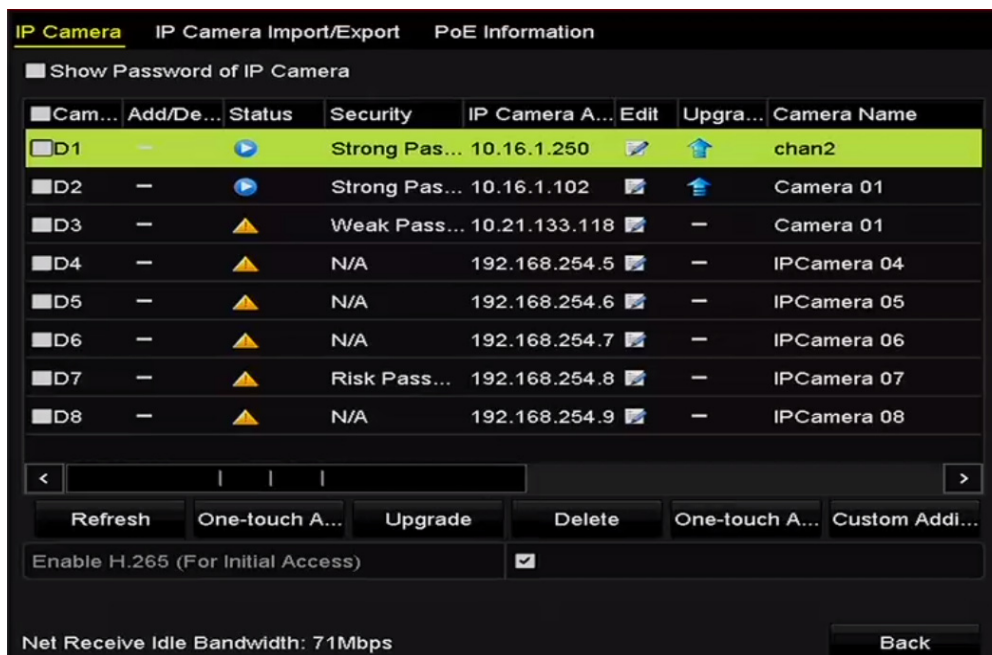 IP Camera IP Camera Import/Export PoE Information
Show Password of IP Camera
Cam... Add/De... Status Security IP Camera A... Edit Upgra... Camera Name
D1 — Strong Pas... 10.16.1.250 chan2
D2 — Strong Pas... 10.16.1.102 Camera 01
D3 — Weak Pass... 10.21.133.118 — Camera 01
D4 — N/A 192.168.254.5 — IPCamera 04
D5 — N/A 192.168.254.6 — IPCamera 05
D6 — N/A 192.168.254.7 — IPCamera 06
D7 — Risk Pass... 192.168.254.8 — IPCamera 07
D8 — N/A 192.168.254.9 — IPCamera 08
< >
Refresh One-touch A... Upgrade Delete One-touch A... Custom Addi...
Enable H.265 (For Initial Access)
Net Receive Idle Bandwidth: 71Mbps Back